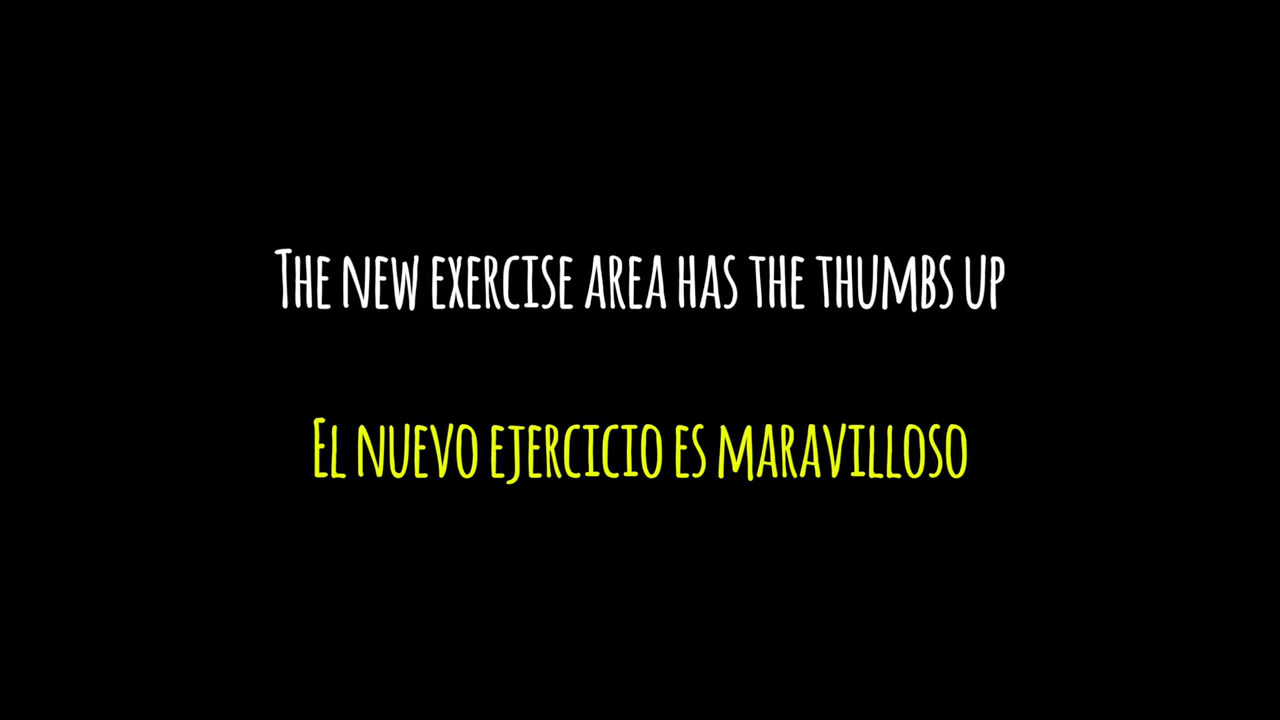 The new exercise area has the thumbs up
El nuevo ejercicio es maravilloso